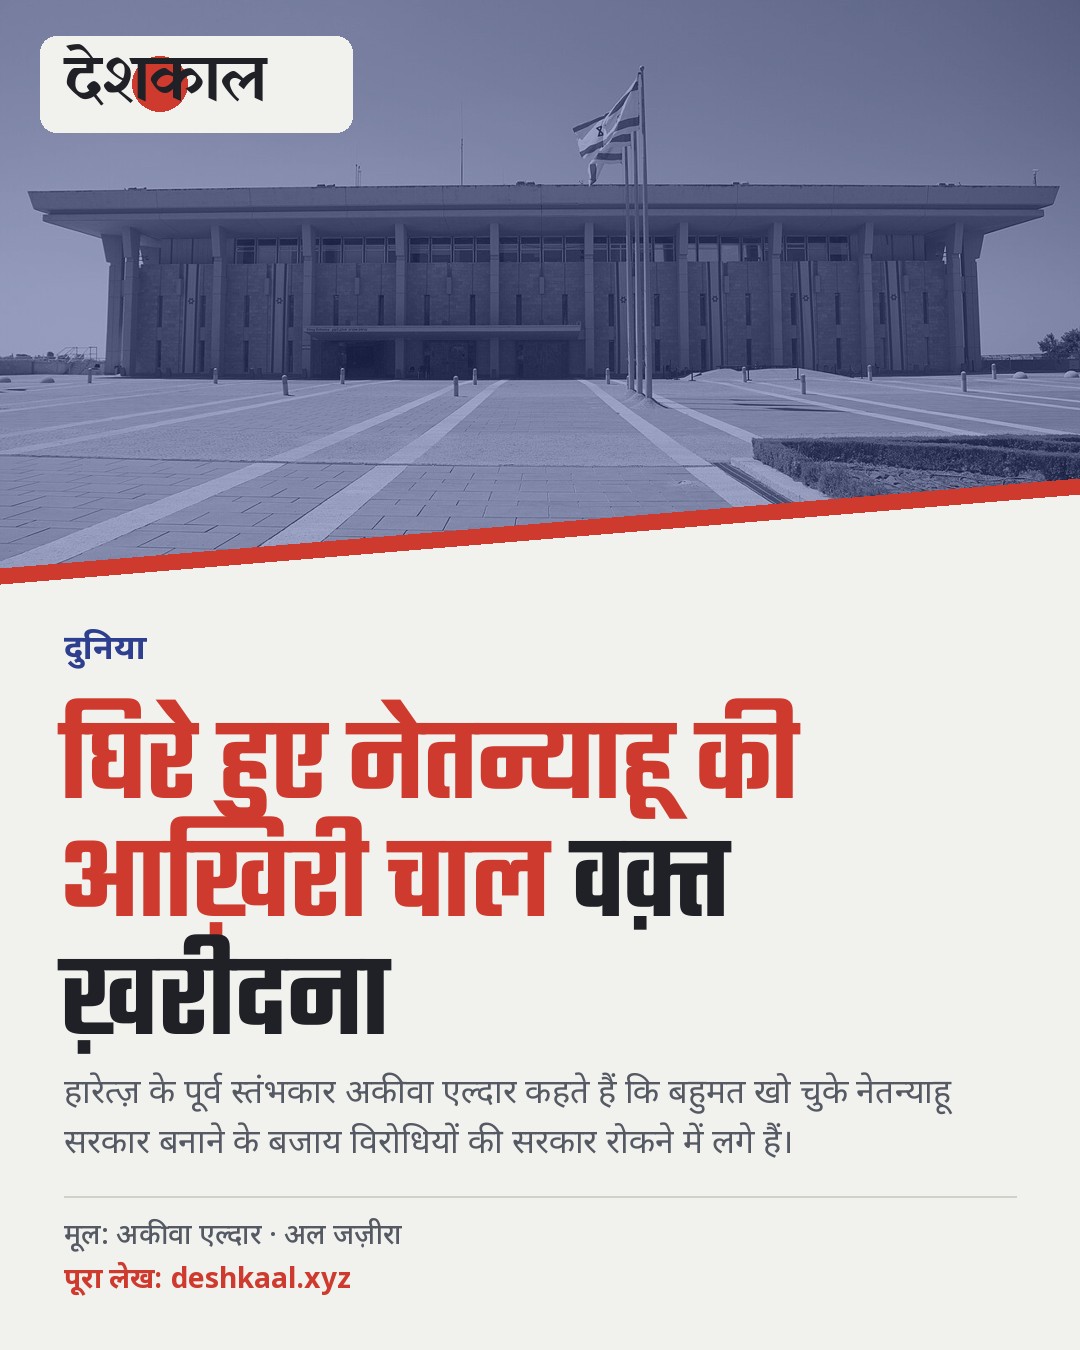 देशकाल
दुनिया
घिरे हुए नेतन्याहू की
आख़िरी चाल वक़्त
ख़रीदना
हारेत्ज़ के पूर्व स्तंभकार अकीवा एल्दार कहते हैं कि बहुमत खो चुके नेतन्याहू
सरकार बनाने के बजाय विरोधियों की सरकार रोकने में लगे हैं।
मूल: अकीवा एल्दार · अल जज़ीरा
पूरा लेख: deshkaal.xyz